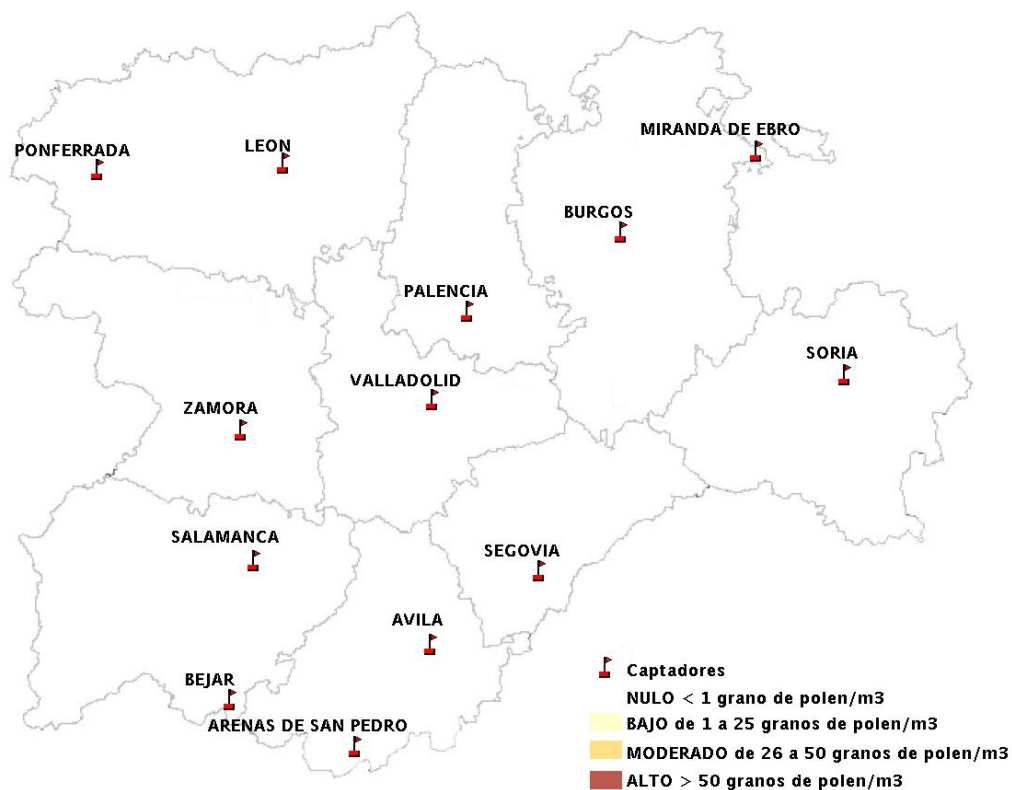 MIRANDA DE EBRO
PONFERRADA
LEON
BURGOS
PALENCIA
SORIA
VALLADOLID
ZAMORA
SALAMANCA
SEGOVIA
AVILA
BEJAR
ARENAS DE SAN PEDRO
Captadores
NULO < 1 grano de polen/m3
BAJO de 1 a 25 granos de polen/m3
MODERADO de 26 a 50 granos de polen/m3
ALTO > 50 granos de polen/m3